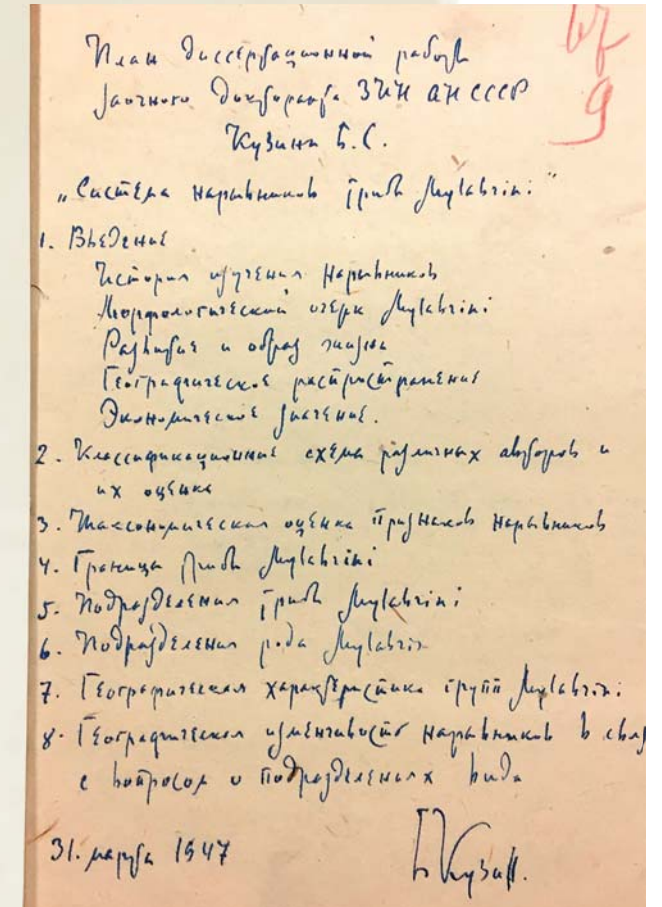 67
9
План диссертационной работы
заочного докторанта ЗИН АН СССР
Кузина Б.С.
„Система нарывников трибы Mylabrini"
1. Введение
История изучения нарывников
Морфологический очерк Mylabrini
Развитие и образ жизни
Географическое распространение
Экономическое значение.
2. Классификационные схемы различных авторов и
их оценка
3. Таксономическая оценка признаков нарывников
4. Границы трибы Mylabrini
5. Подразделения трибы Mylabrini
6. Подразделения рода Mylabris
7. Географическая характеристика групп Mylabrini
8. Географическая изменчивость нарывников в связи
с вопросом о подразделениях вида
31. марта 1947
Б Кузин.